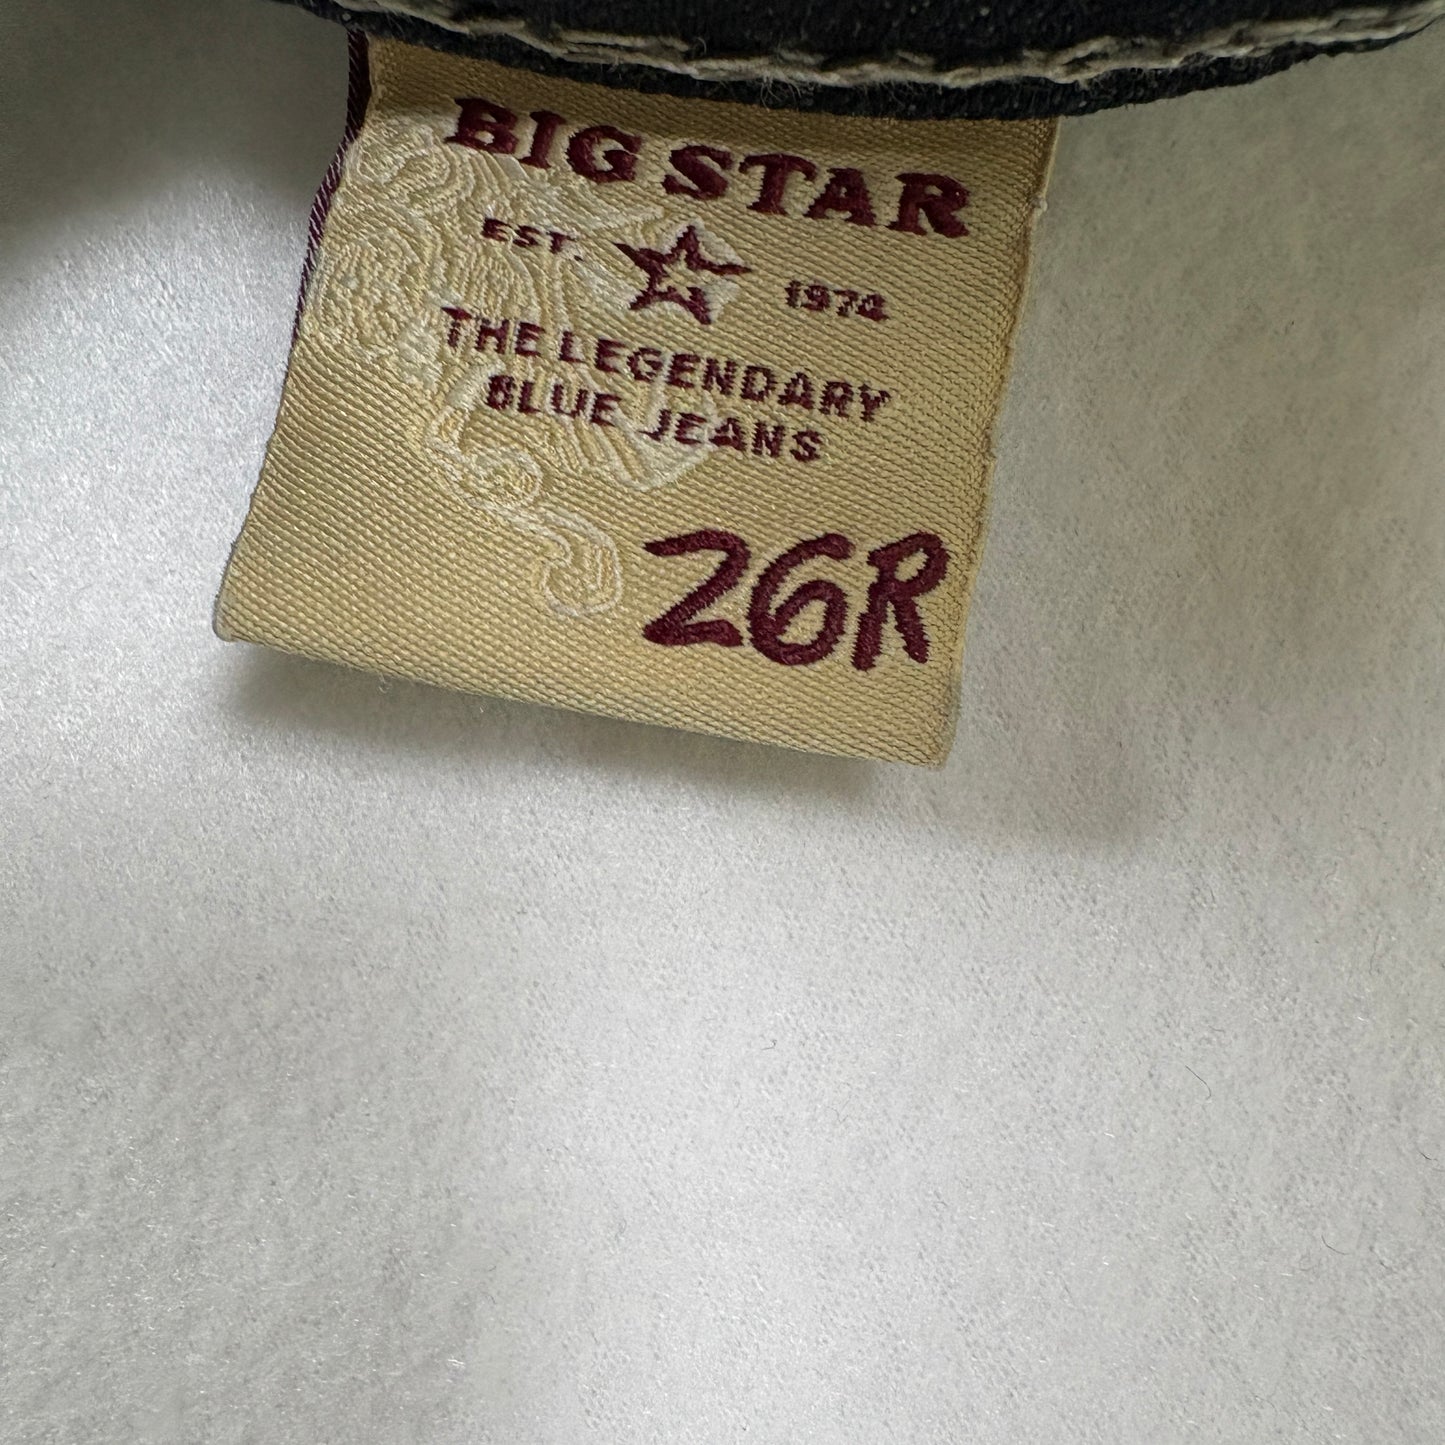 BIG STAR
EST. 1974
THE LEGENDARY
BLUE JEANS
26R